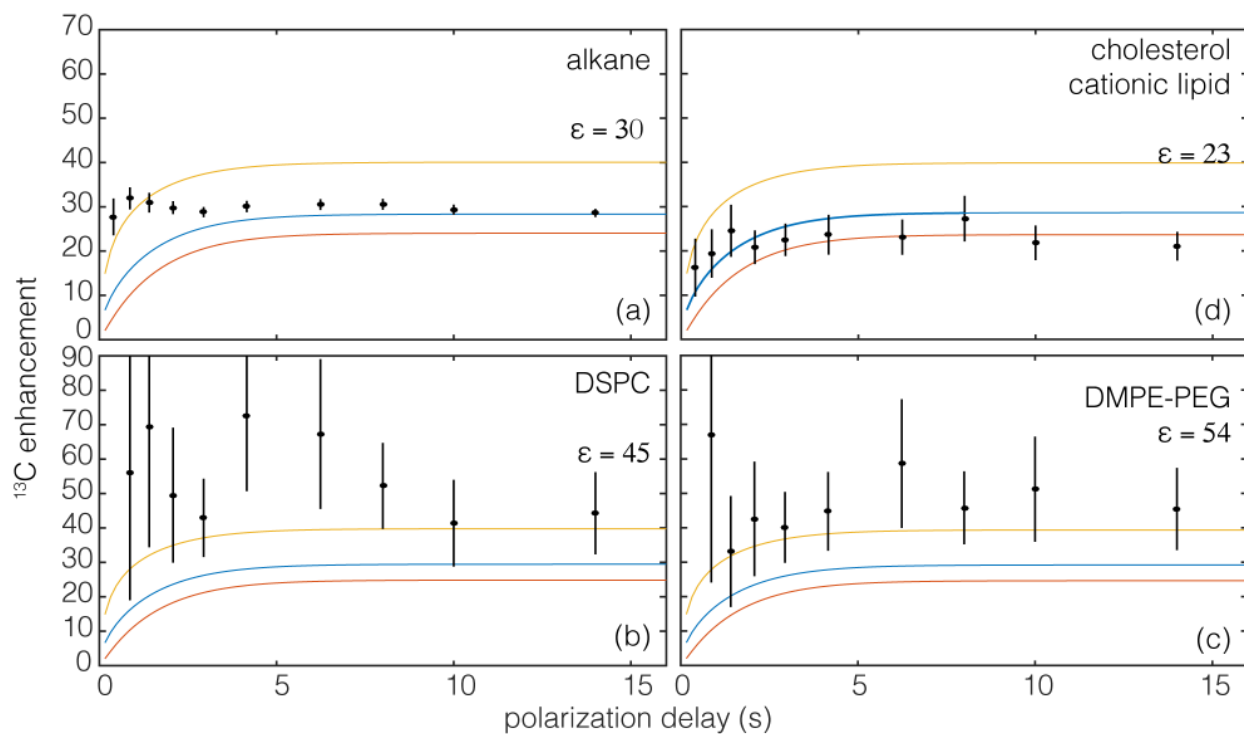 70
60
50
40
30
20
10
0
alkane
ε = 30
(a)
cholesterol
cationic lipid
ε = 23
(d)
90
80
70
60
50
40
30
20
10
0
DSPC
ε = 45
(b)
DMPE-PEG
ε = 54
(c)
0 5 10 15
0 5 10 15
¹³C enhancement
polarization delay (s)